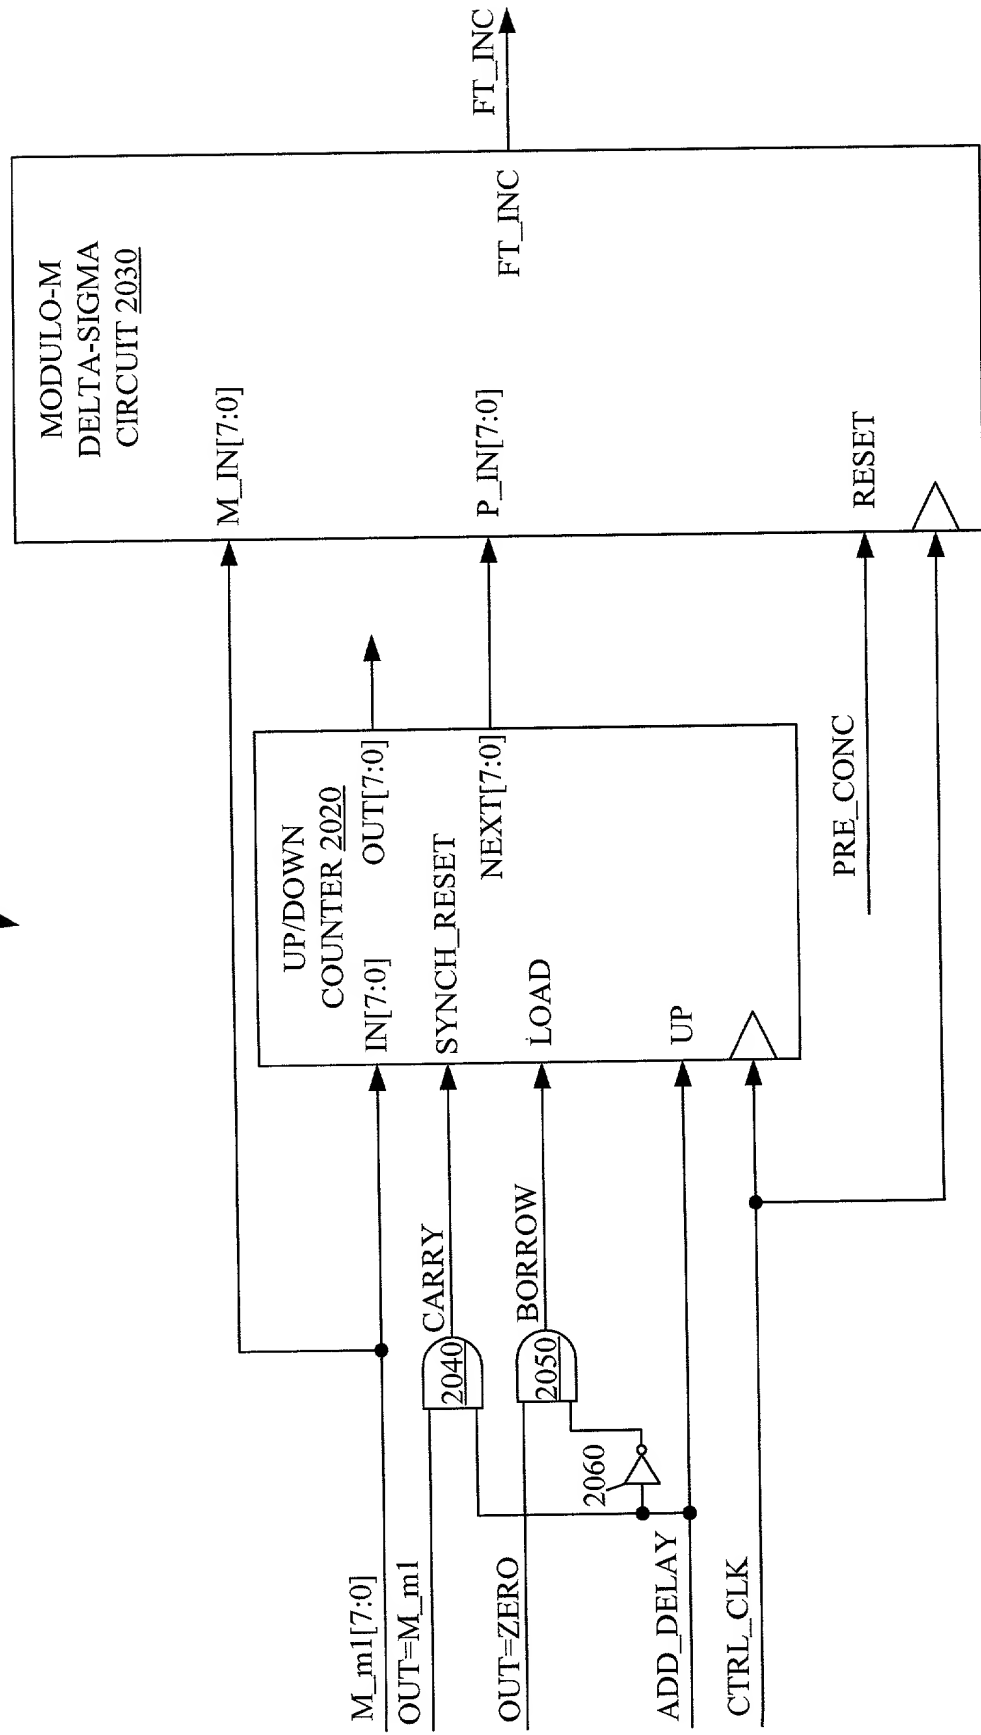 M_m1[7:0]
OUT=M_m1
OUT=ZERO
ADD_DELAY
CTRL_CLK
2060
2040
2050
CARRY
BORROW
UP/DOWN
COUNTER 2020
IN[7:0]
OUT[7:0]
SYNCH_RESET
NEXT[7:0]
LOAD
UP
PRE_CONC
MODULO-M
DELTA-SIGMA
CIRCUIT 2030
M_IN[7:0]
P_IN[7:0]
FT_INC
RESET
FT_INC